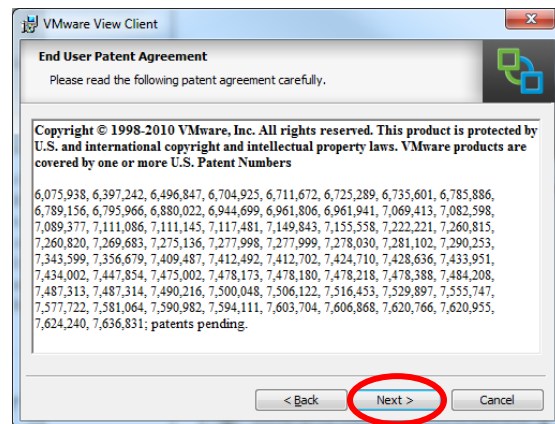 VMware View Client
End User Patent Agreement
Please read the following patent agreement carefully.
Copyright © 1998-2010 VMware, Inc. All rights reserved. This product is protected by
U.S. and international copyright and intellectual property laws. VMware products are
covered by one or more U.S. Patent Numbers
6,075,938, 6,397,242, 6,496,847, 6,704,925, 6,711,672, 6,725,289, 6,735,601, 6,785,886,
6,789,156, 6,795,966, 6,880,022, 6,944,699, 6,961,806, 6,961,941, 7,069,413, 7,082,598,
7,089,377, 7,111,086, 7,111,145, 7,117,481, 7,149,843, 7,155,558, 7,222,221, 7,260,815,
7,260,820, 7,269,683, 7,275,136, 7,277,998, 7,277,999, 7,278,030, 7,281,102, 7,290,253,
7,343,599, 7,356,679, 7,409,487, 7,412,492, 7,412,702, 7,424,710, 7,428,636, 7,433,951,
7,434,002, 7,447,854, 7,475,002, 7,478,173, 7,478,180, 7,478,218, 7,478,388, 7,484,208,
7,487,313, 7,487,314, 7,490,216, 7,500,048, 7,506,122, 7,516,453, 7,529,897, 7,555,747,
7,577,722, 7,581,064, 7,590,982, 7,594,111, 7,603,704, 7,606,868, 7,620,766, 7,620,955,
7,624,240, 7,636,831; patents pending.
< Back Next > Cancel